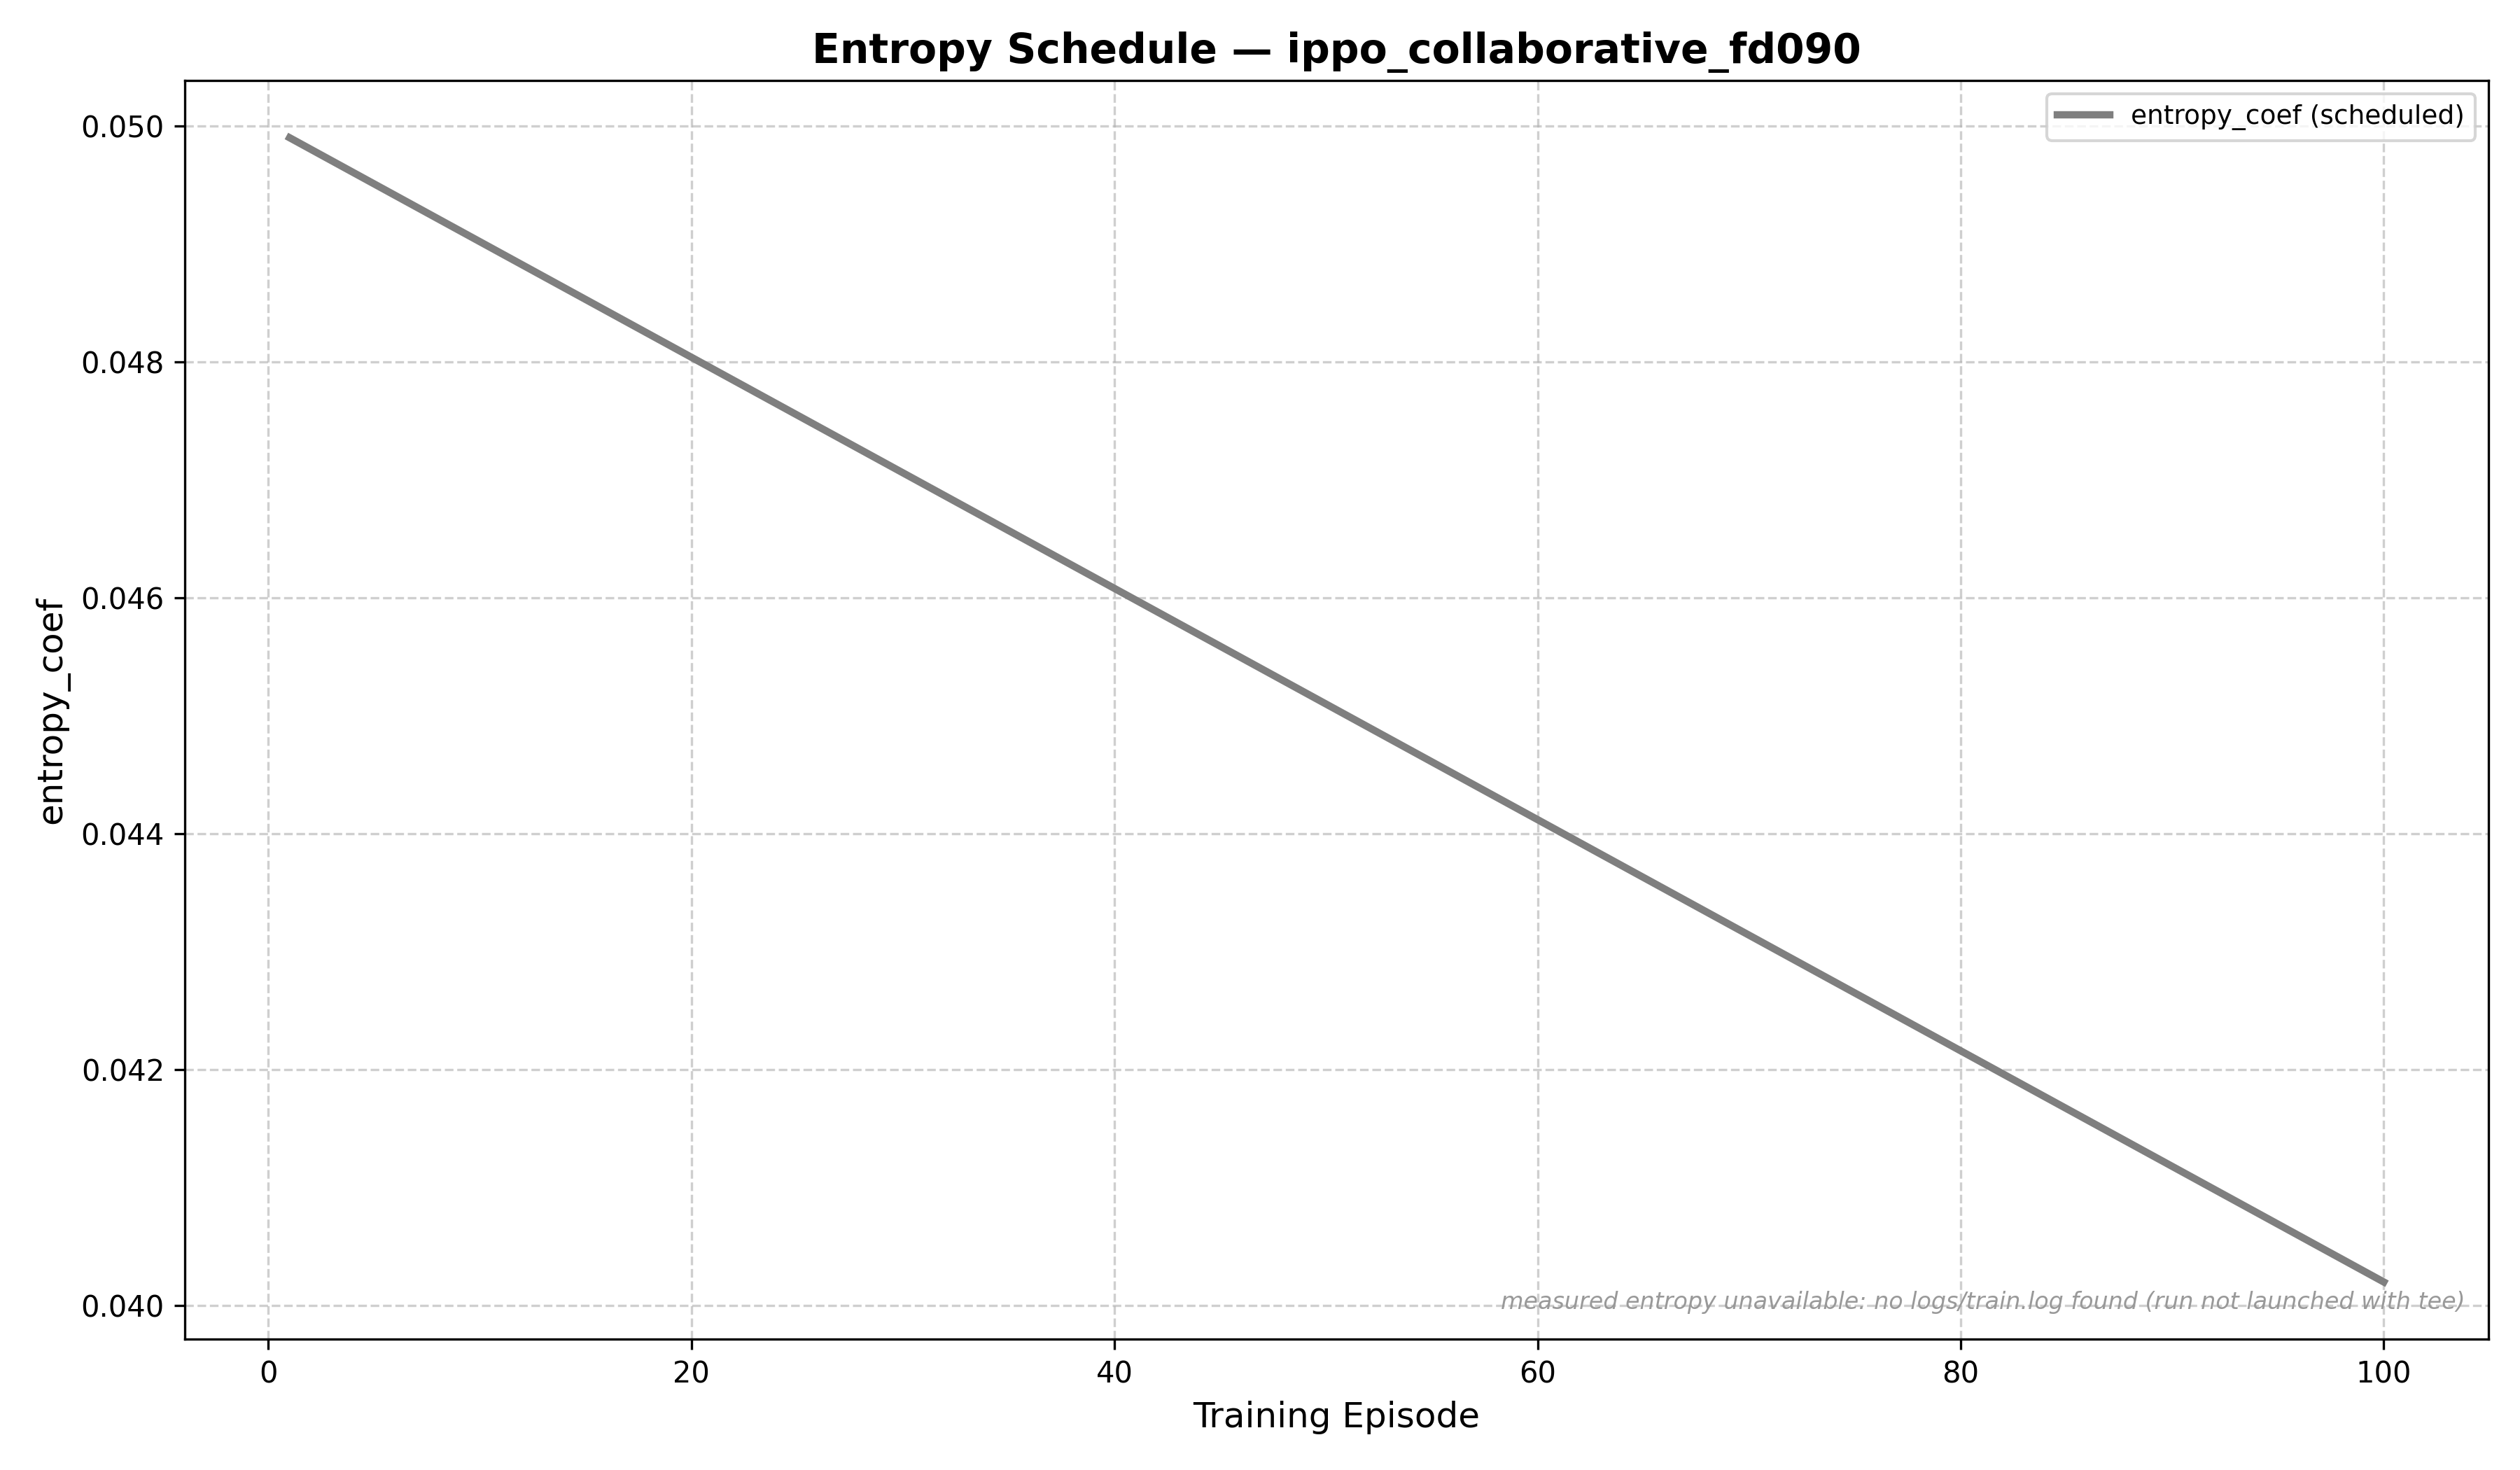 Entropy Schedule — ippo_collaborative_fd090
entropy_coef (scheduled)
entropy_coef
0.050
0.048
0.046
0.044
0.042
0.040
measured entropy unavailable: no logs/train.log found (run not launched with tee)
0 20 40 60 80 100
Training Episode